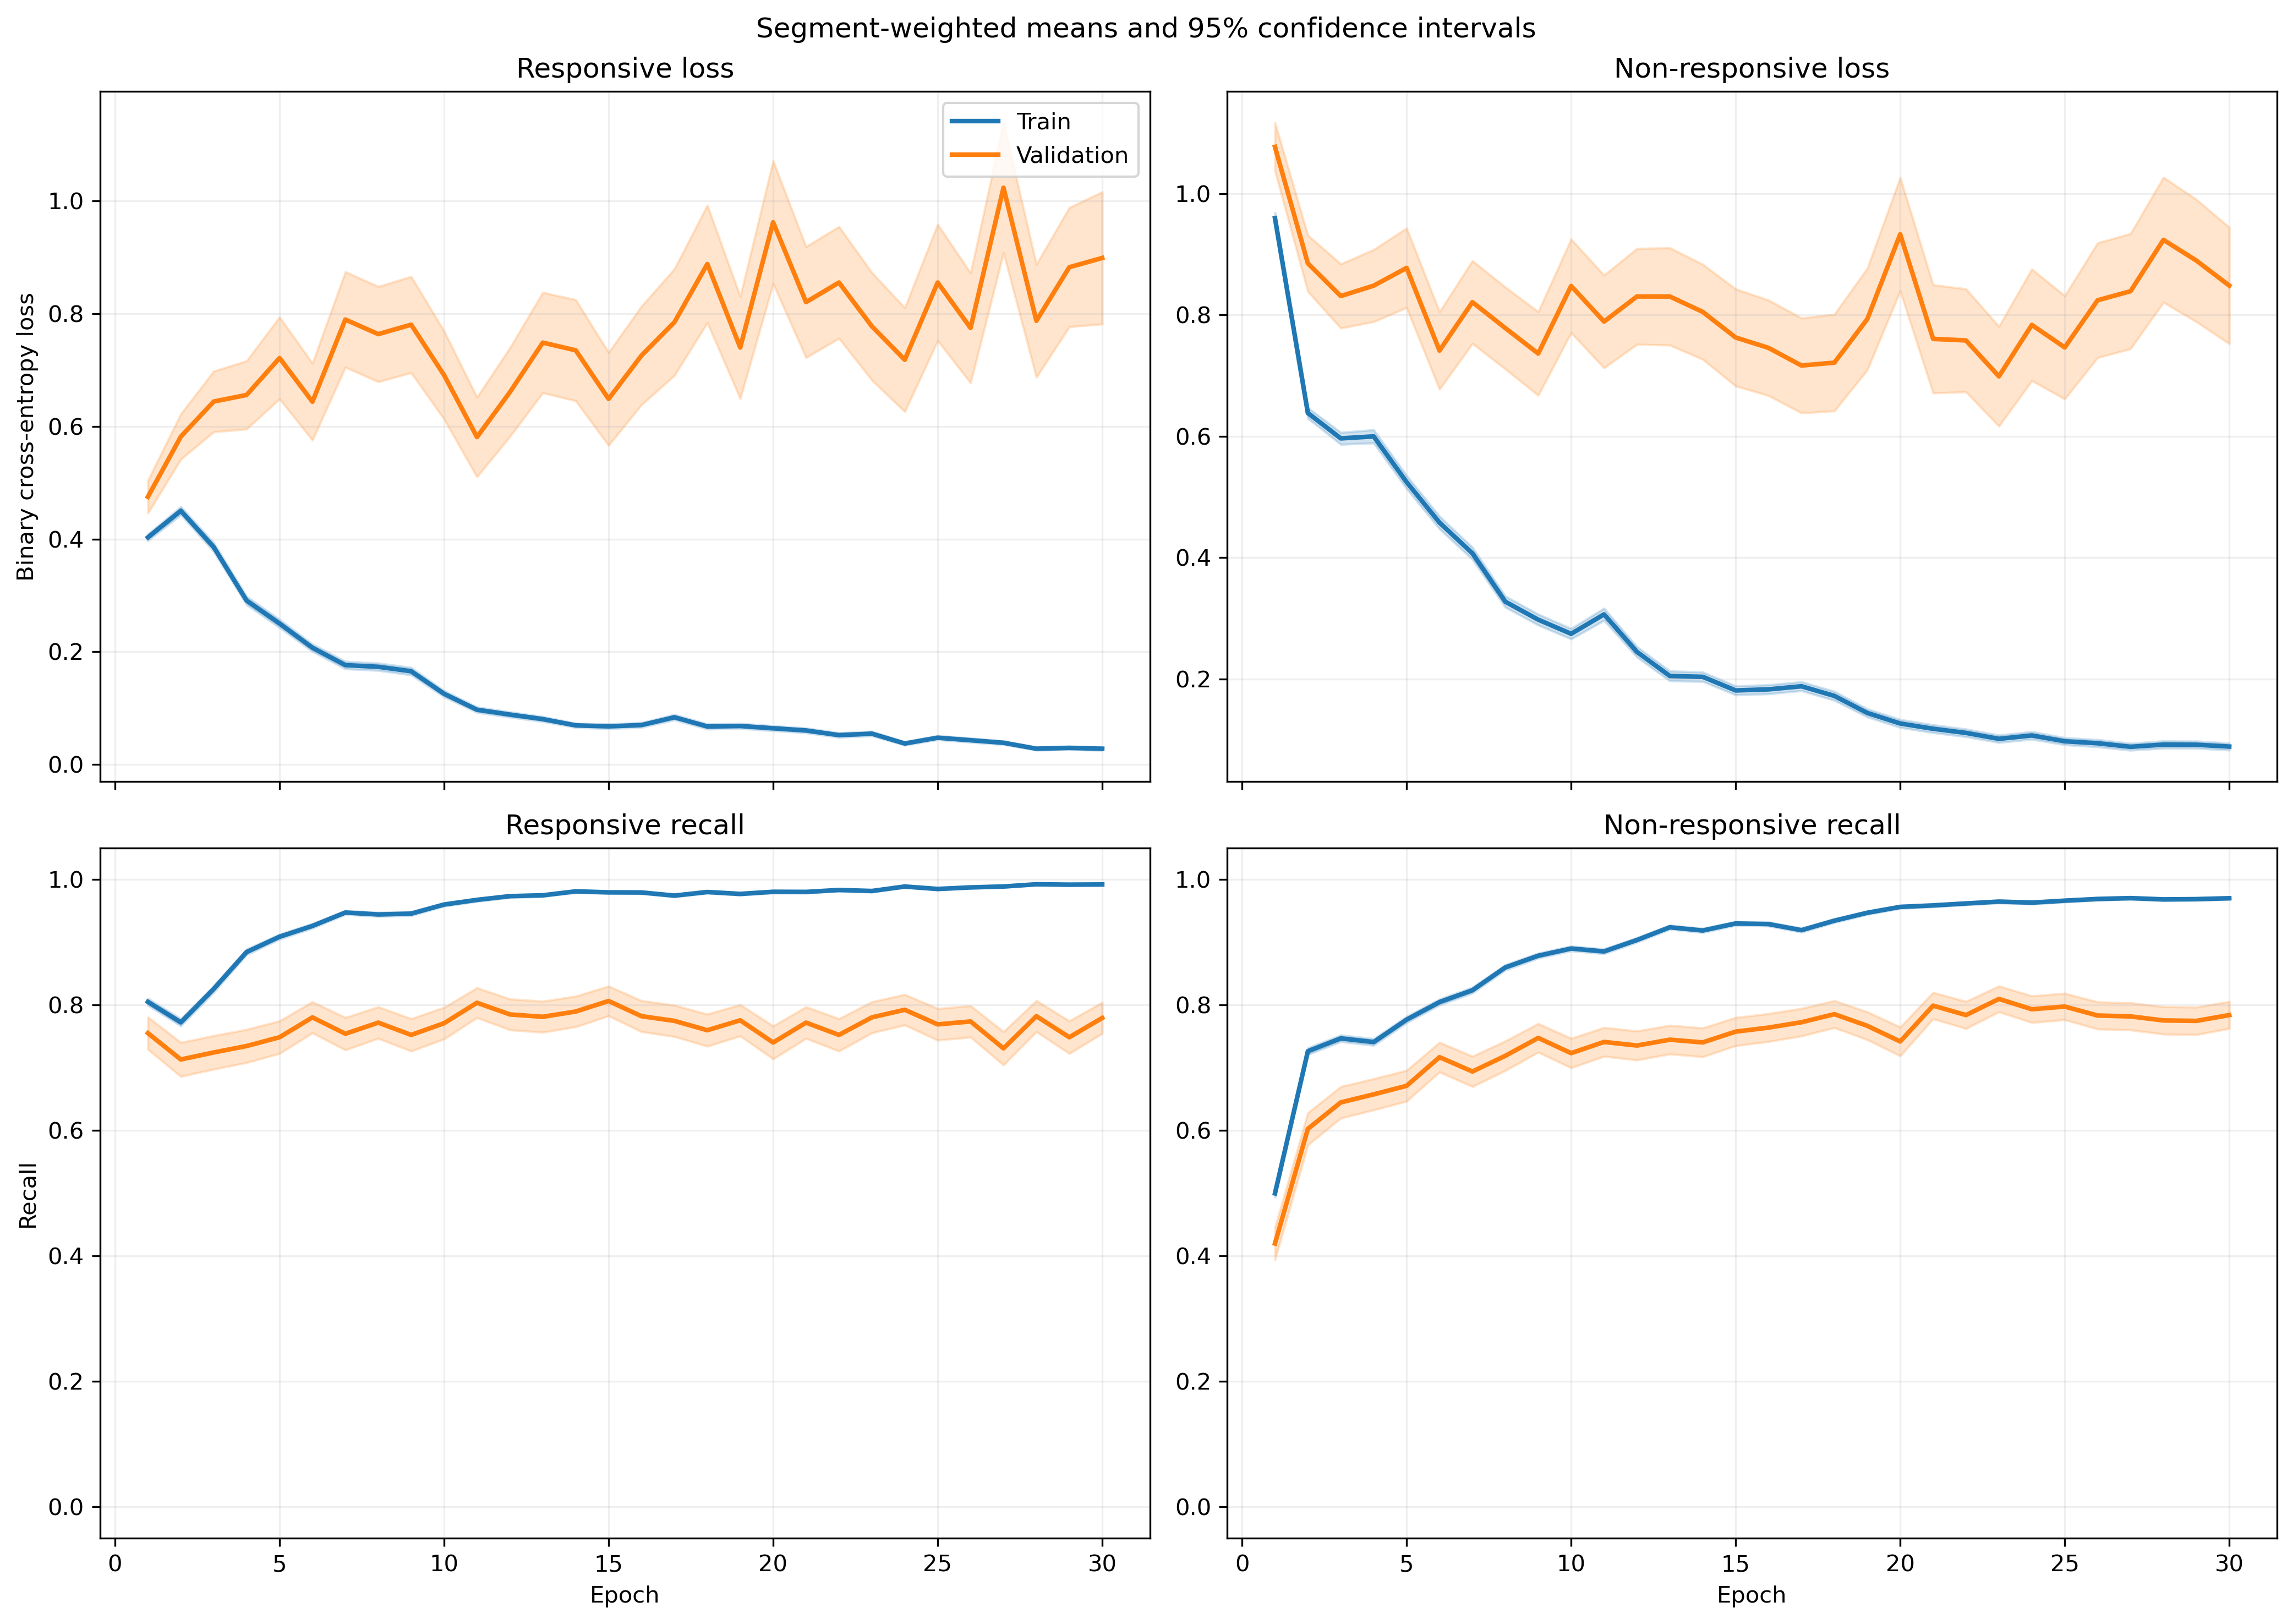 Segment-weighted means and 95% confidence intervals
Responsive loss
Non-responsive loss
Train
Validation
Binary cross-entropy loss
1.0
0.8
0.6
0.4
0.2
0.0
1.0
0.8
0.6
0.4
0.2
Responsive recall
Non-responsive recall
Recall
1.0
0.8
0.6
0.4
0.2
0.0
1.0
0.8
0.6
0.4
0.2
0.0
0 5 10 15 20 25 30
0 5 10 15 20 25 30
Epoch
Epoch